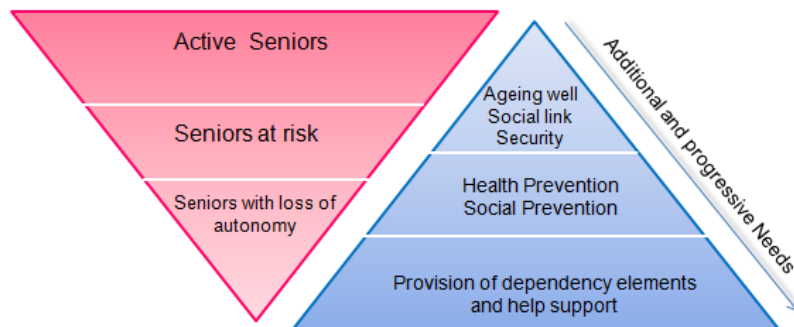 Active Seniors
Seniors at risk
Seniors with loss of
autonomy
Ageing well
Social link
Security
Health Prevention
Social Prevention
Provision of dependency elements
and help support
Additional and progressive Needs